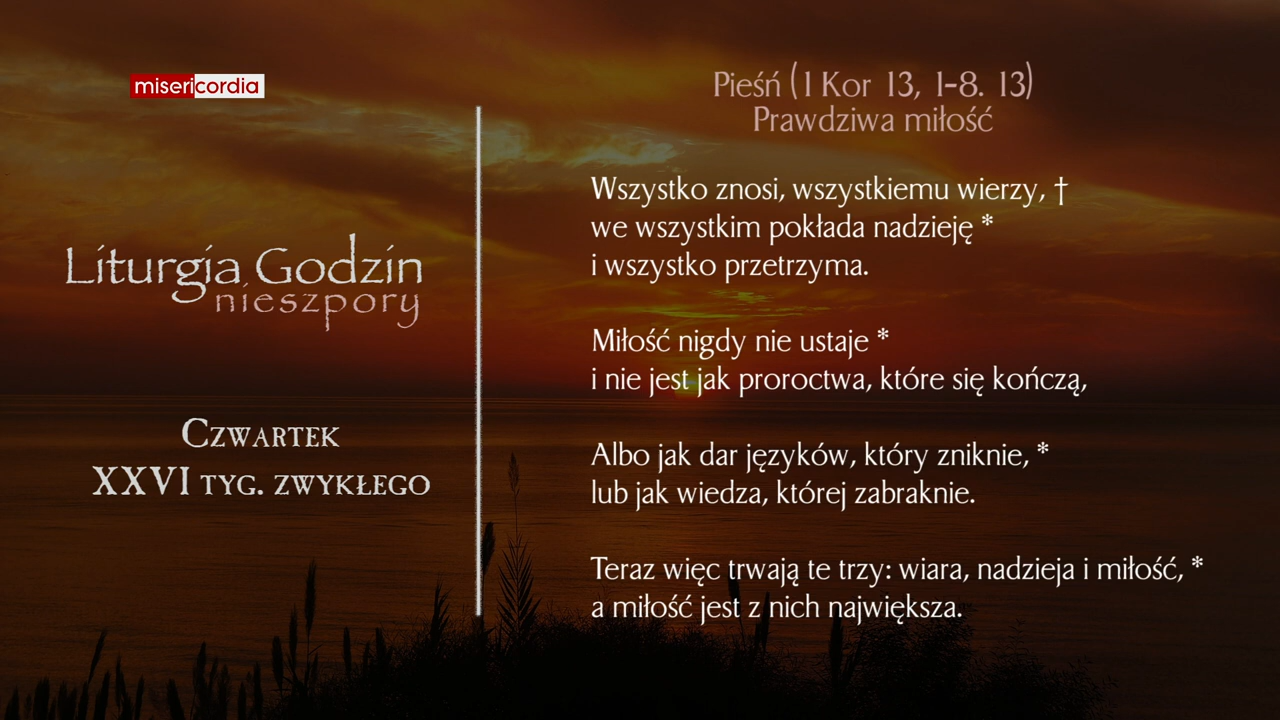 misericordia
Liturgia Godzin
nieszpory
Czwartek
XXVI tyg. zwykłego
Pieśń (1 Kor 13, 1-8. 13)
Prawdziwa miłość
Wszystko znosi, wszystkiemu wierzy, †
we wszystkim pokłada nadzieję *
i wszystko przetrzyma.
Miłość nigdy nie ustaje *
i nie jest jak proroctwa, które się kończą,
Albo jak dar języków, który zniknie, *
lub jak wiedza, której zabraknie.
Teraz więc trwają te trzy: wiara, nadzieja i miłość, *
a miłość jest z nich największa.